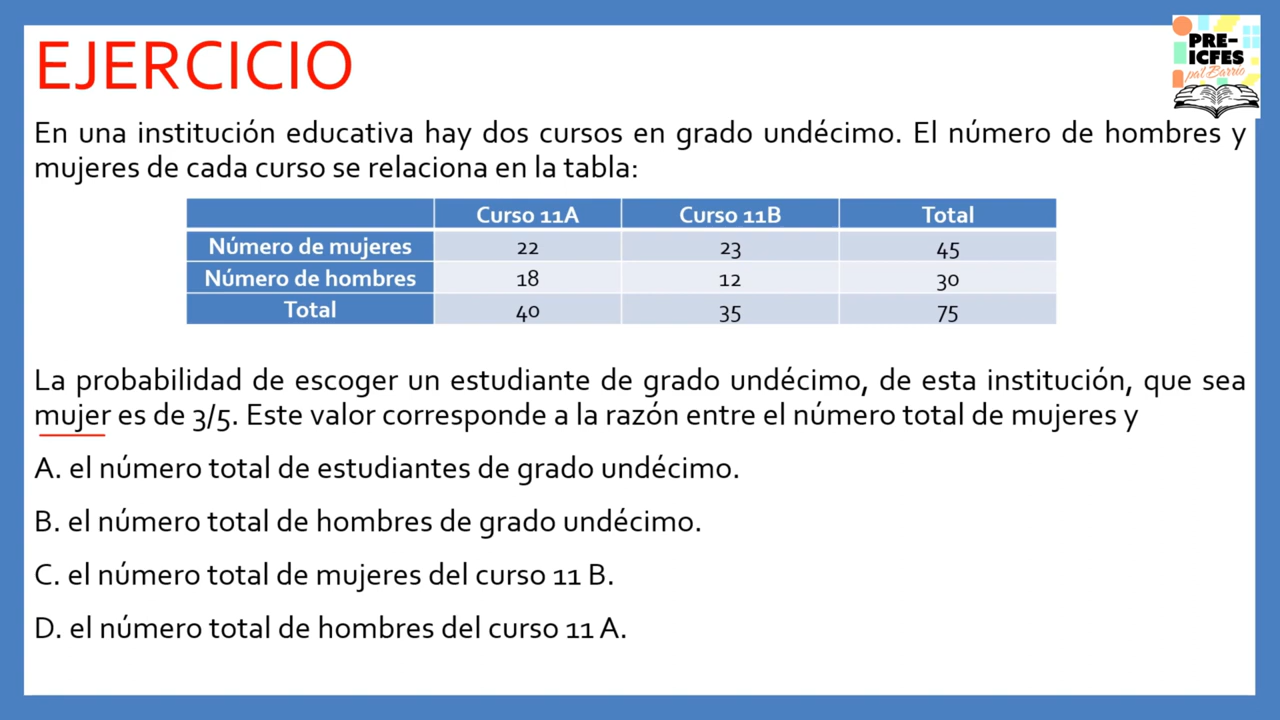 EJERCICIO
PRE-
ICFES
pa'l Barrio
En una institución educativa hay dos cursos en grado undécimo. El número de hombres y
mujeres de cada curso se relaciona en la tabla:
Curso 11A Curso 11B Total
Número de mujeres 22 23 45
Número de hombres 18 12 30
Total 40 35 75
La probabilidad de escoger un estudiante de grado undécimo, de esta institución, que sea
mujer es de 3/5. Este valor corresponde a la razón entre el número total de mujeres y
A. el número total de estudiantes de grado undécimo.
B. el número total de hombres de grado undécimo.
C. el número total de mujeres del curso 11 B.
D. el número total de hombres del curso 11 A.